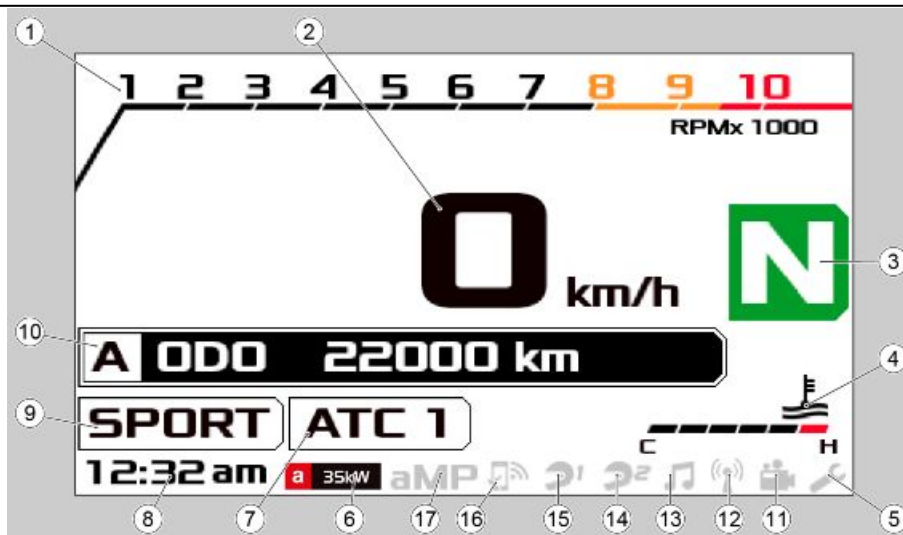 1 2
1 2 3 4 5 6 7 8 9 10
RPMx 1000
0 km/h N 3
10 A ODO 22000 km 4
9 SPORT ATC 1 C H
12:32 am a 35kW aMP 1 2
8 7 6 17 16 15 14 13 12 11 5